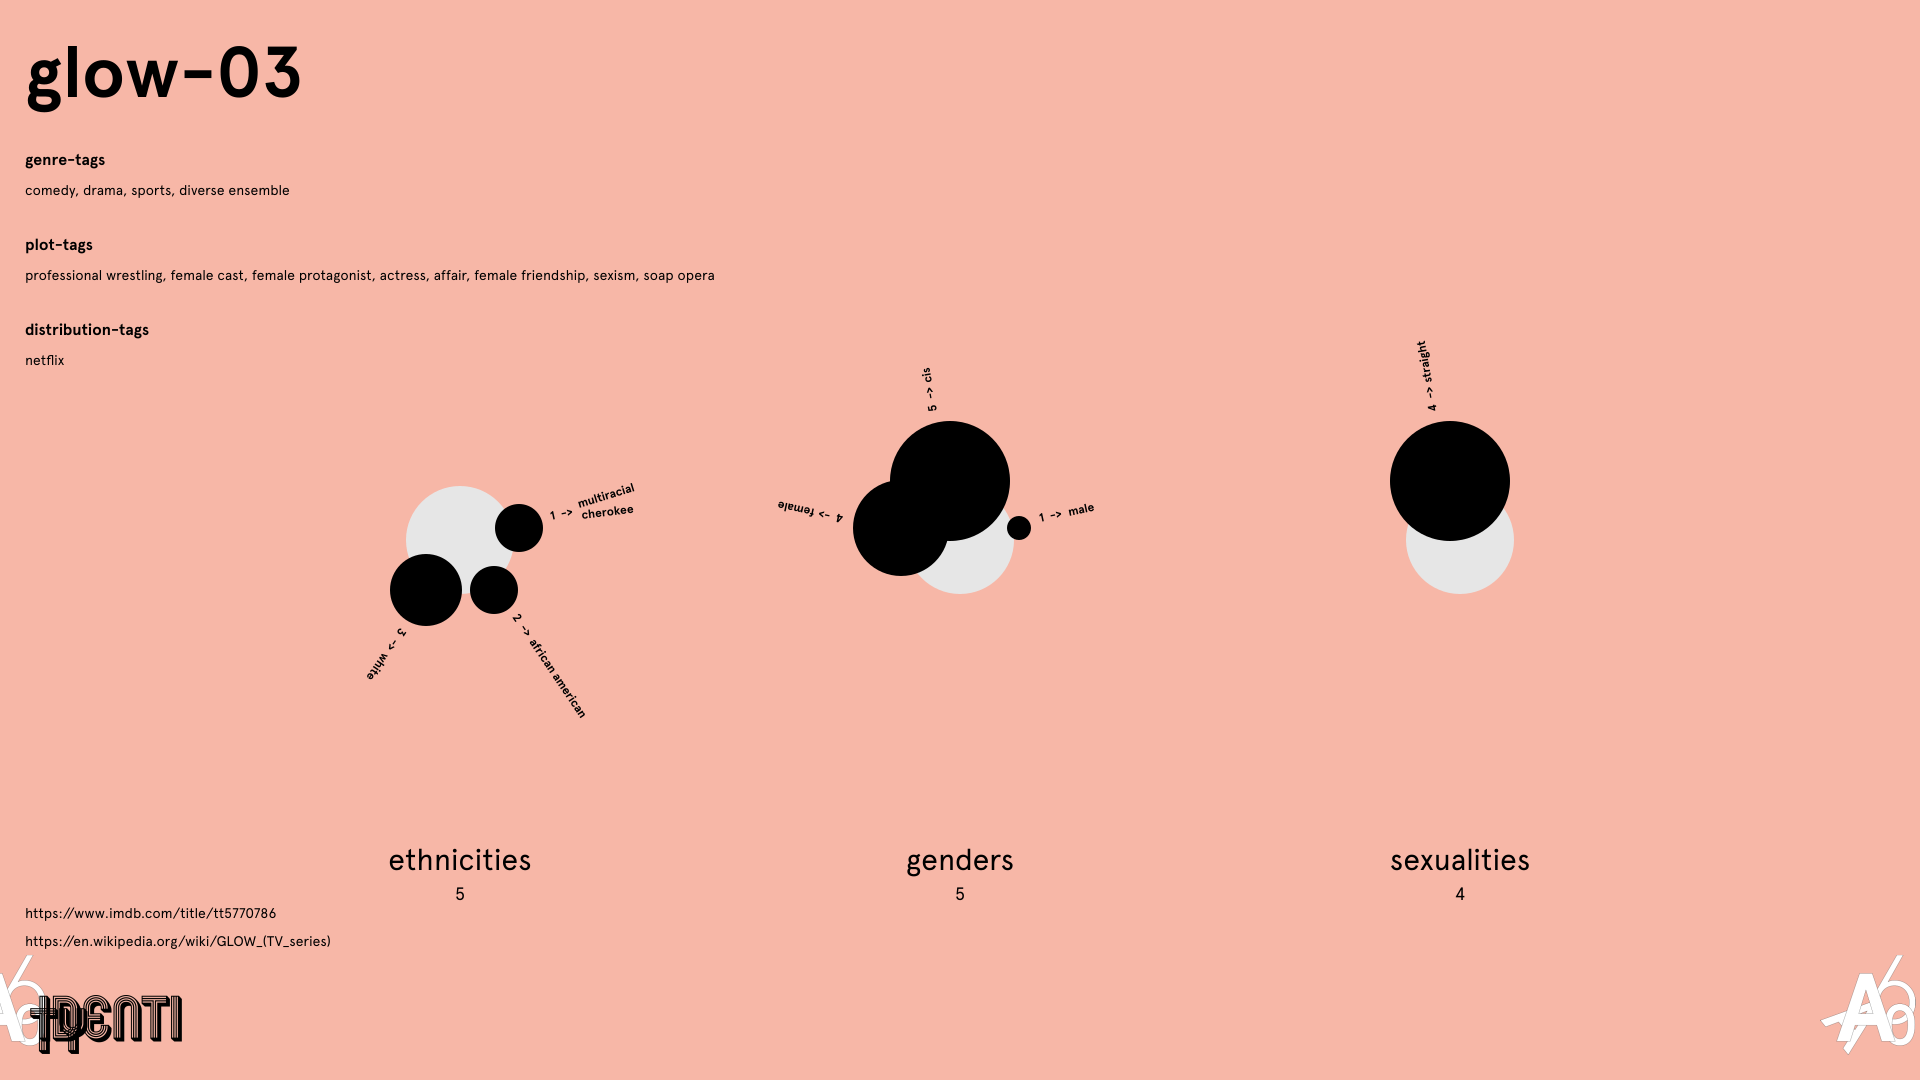 glow-03
genre-tags
comedy, drama, sports, diverse ensemble
plot-tags
professional wrestling, female cast, female protagonist, actress, affair, female friendship, sexism, soap opera
distribution-tags
netflix
1 -> multiracial
cherokee
2 -> african american
3 -> white
ethnicities
5
5 -> cis
4 -> female
1 -> male
genders
5
4 -> straight
sexualities
4
https://www.imdb.com/title/tt5770786
https://en.wikipedia.org/wiki/GLOW_(TV_series)
IDENTI